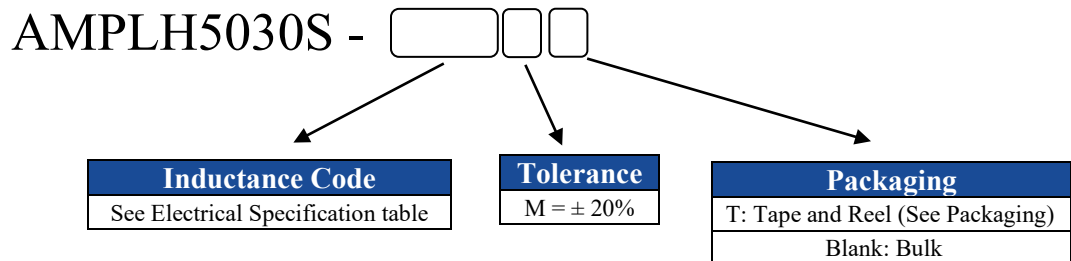 AMPLH5030S -
Inductance Code
See Electrical Specification table
Tolerance
M = ± 20%
Packaging
T: Tape and Reel (See Packaging)
Blank: Bulk